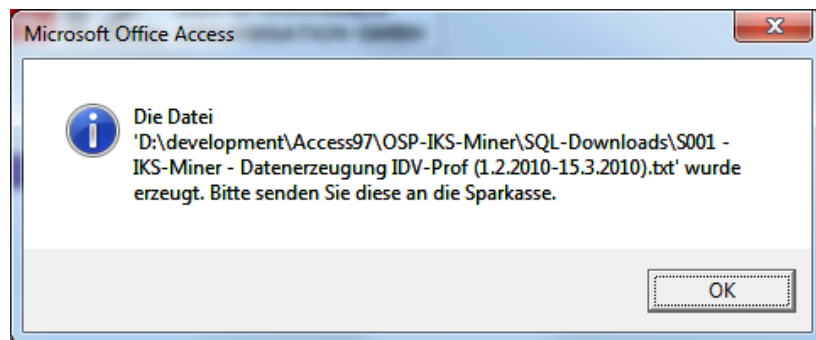 Microsoft Office Access
Die Datei
'D:\development\Access97\OSP-IKS-Miner\SQL-Downloads\S001 -
IKS-Miner - Datenerzeugung IDV-Prof (1.2.2010-15.3.2010).txt' wurde
erzeugt. Bitte senden Sie diese an die Sparkasse.
OK